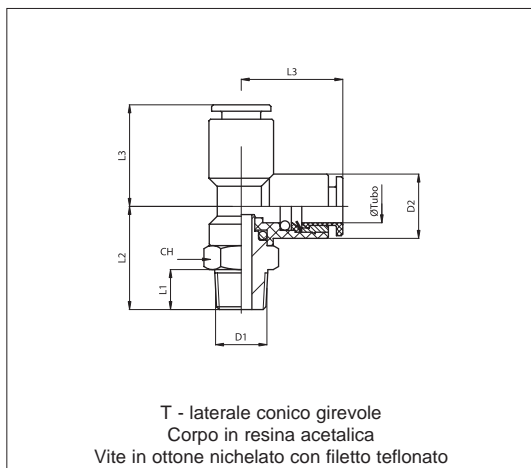 L3
L3
ØTubo
D2
L2
CH
L1
D1
T - laterale conico girevole
Corpo in resina acetalica
Vite in ottone nichelato con filetto teflonato